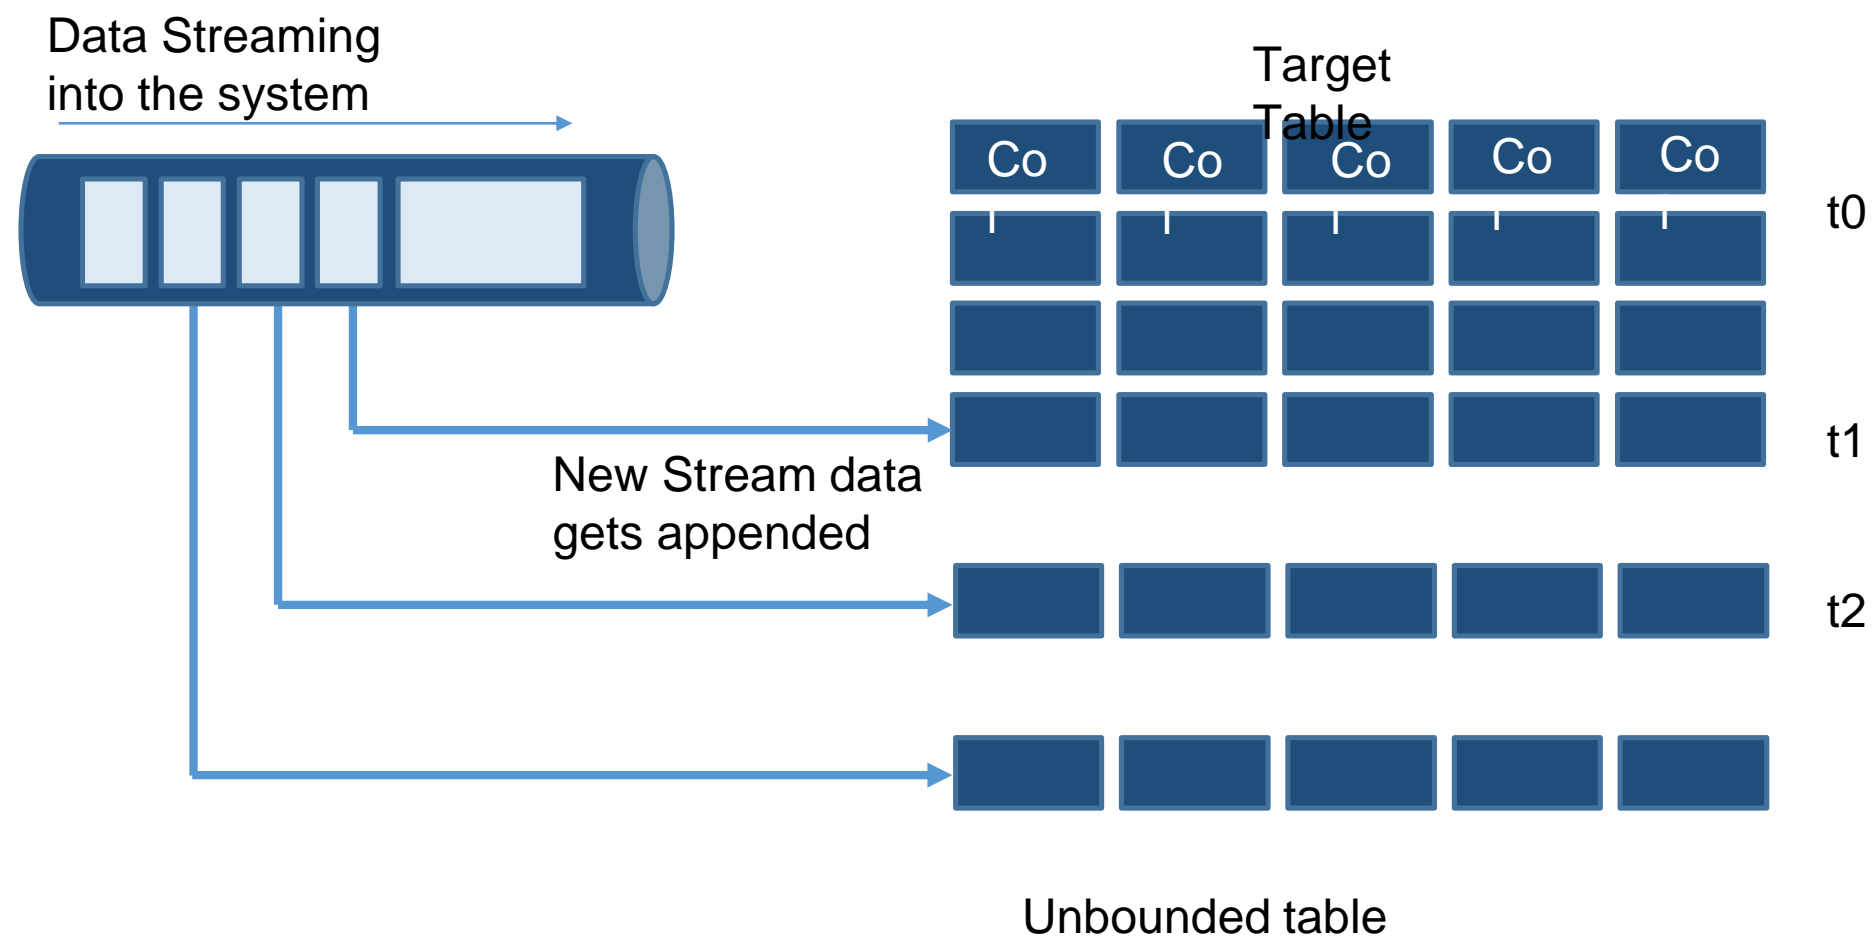 Data Streaming
into the system
Target
Table
Co
l
Co
l
Co
l
Co
l
Co
l
t0
t1
New Stream data
gets appended
t2
Unbounded table